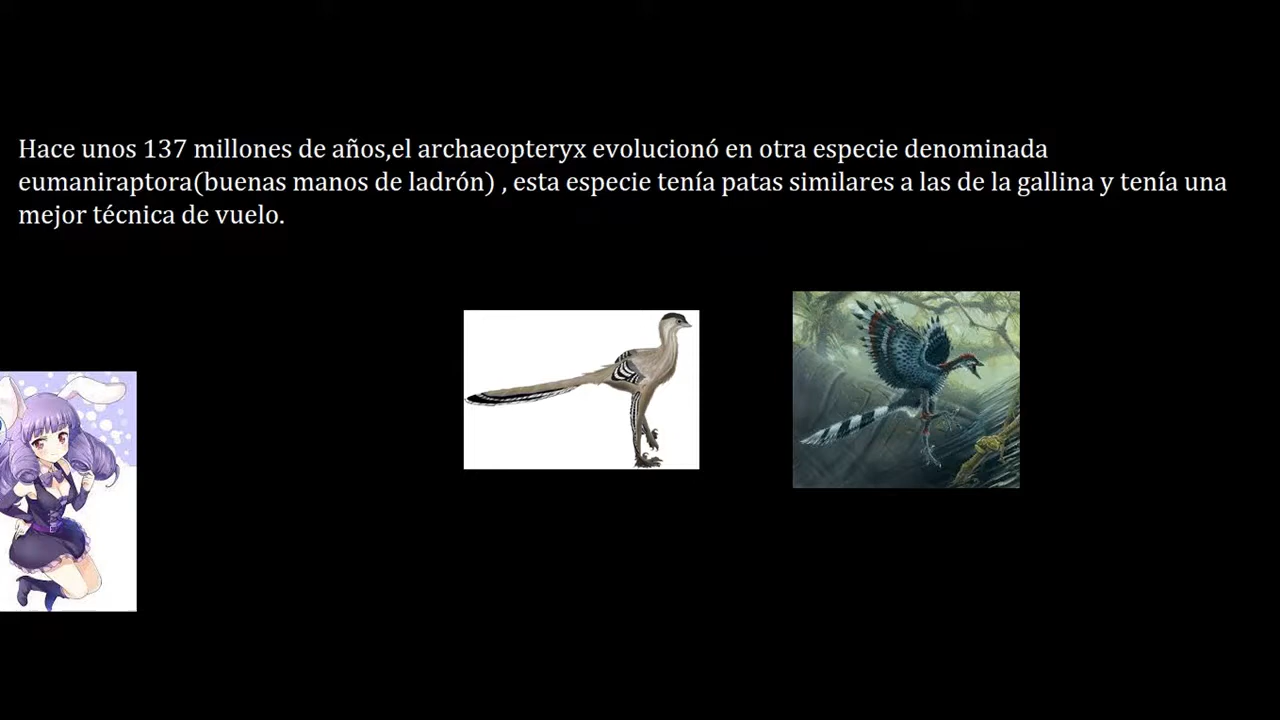 Hace unos 137 millones de años,el archaeopteryx evolucionó en otra especie denominada
eumaniraptora(buenas manos de ladrón) , esta especie tenía patas similares a las de la gallina y tenía una
mejor técnica de vuelo.